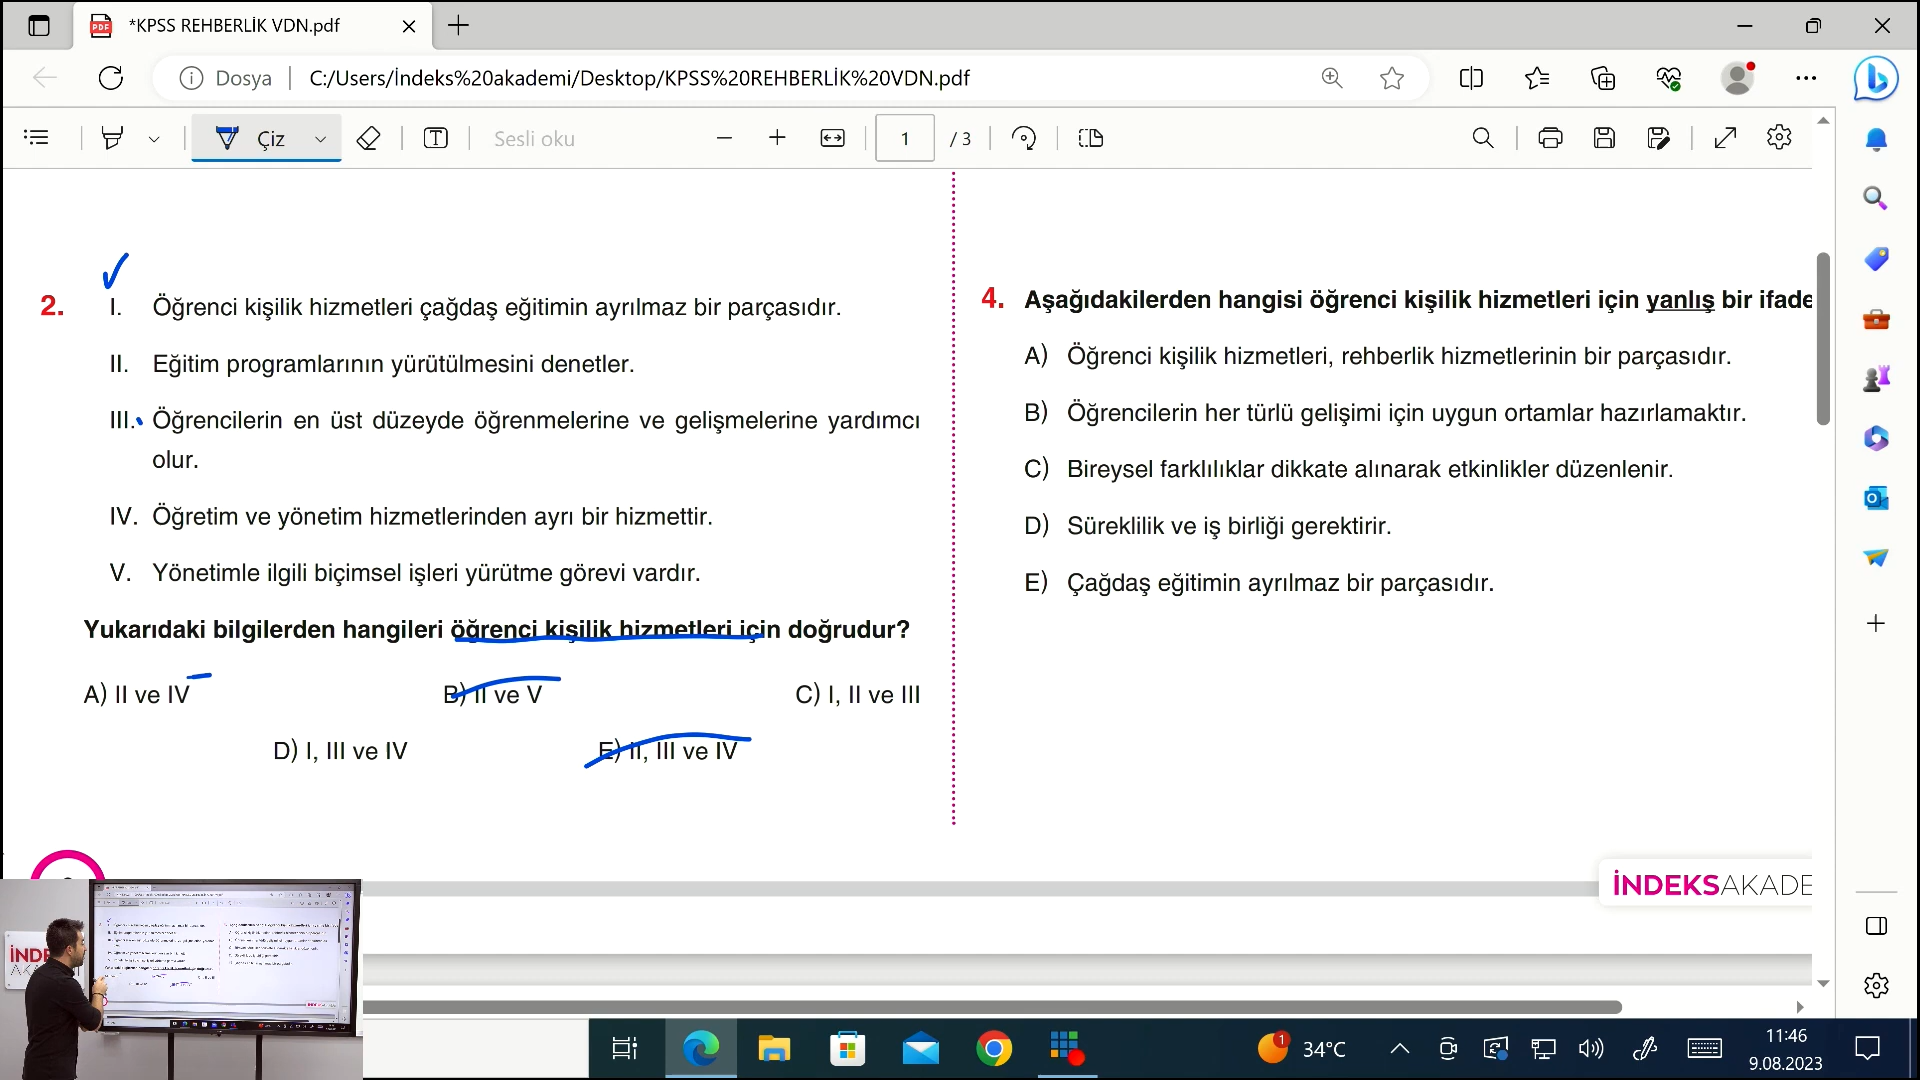 *KPSS REHBERLİK VDN.pdf
Dosya
C:/Users/İndeks%20akademi/Desktop/KPSS%20REHBERLİK%20VDN.pdf
Çiz
Sesli oku
1
/ 3
2.
I. Öğrenci kişilik hizmetleri çağdaş eğitimin ayrılmaz bir parçasıdır.
II. Eğitim programlarının yürütülmesini denetler.
III. Öğrencilerin en üst düzeyde öğrenmelerine ve gelişmelerine yardımcı
olur.
IV. Öğretim ve yönetim hizmetlerinden ayrı bir hizmettir.
V. Yönetimle ilgili biçimsel işleri yürütme görevi vardır.
Yukarıdaki bilgilerden hangileri öğrenci kişilik hizmetleri için doğrudur?
A) II ve IV
B) II ve V
C) I, II ve III
D) I, III ve IV
E) II, III ve IV
4. Aşağıdakilerden hangisi öğrenci kişilik hizmetleri için yanlış bir ifade
A) Öğrenci kişilik hizmetleri, rehberlik hizmetlerinin bir parçasıdır.
B) Öğrencilerin her türlü gelişimi için uygun ortamlar hazırlamaktır.
C) Bireysel farklılıklar dikkate alınarak etkinlikler düzenlenir.
D) Süreklilik ve iş birliği gerektirir.
E) Çağdaş eğitimin ayrılmaz bir parçasıdır.
İNDEKSAKADE
1
34°C
11:46
9.08.2023